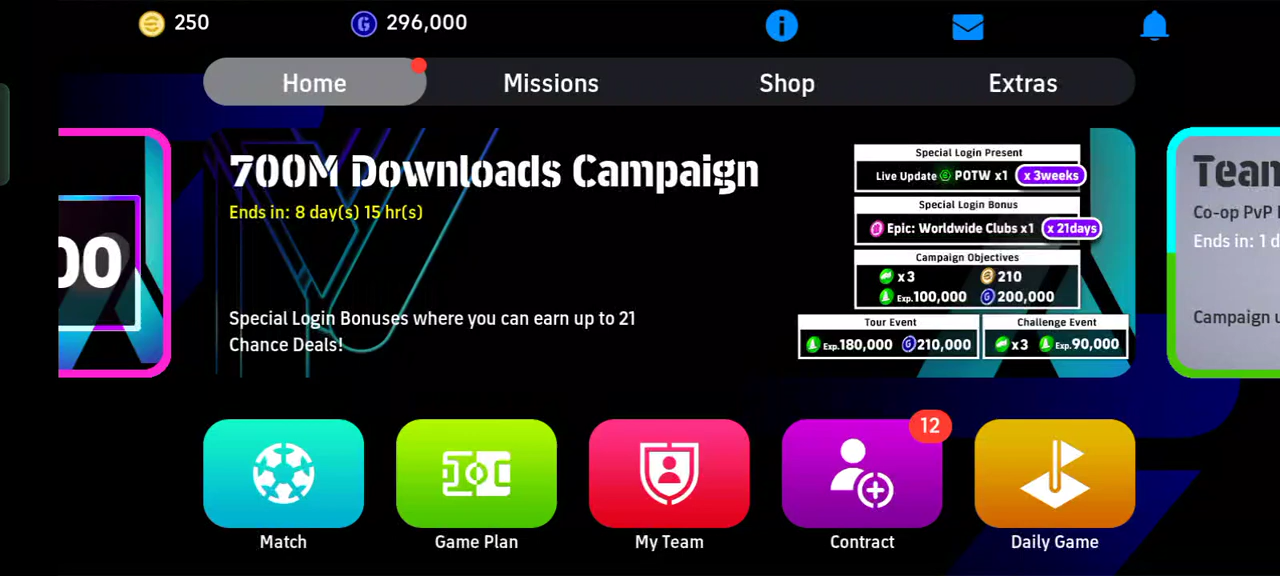 250
296,000
Home
Missions
Shop
Extras
00
700M Downloads Campaign
Ends in: 8 day(s) 15 hr(s)
Special Login Bonuses where you can earn up to 21
Chance Deals!
Special Login Present
Live Update POTW x1 x 3weeks
Special Login Bonus
Epic: Worldwide Clubs x1 x 21days
Campaign Objectives
x3 210
Exp.100,000 200,000
Tour Event
Exp.180,000 210,000
Challenge Event
x3 Exp.90,000
Team
Co-op PvP
Ends in: 1 d
Campaign u
12
Match
Game Plan
My Team
Contract
Daily Game